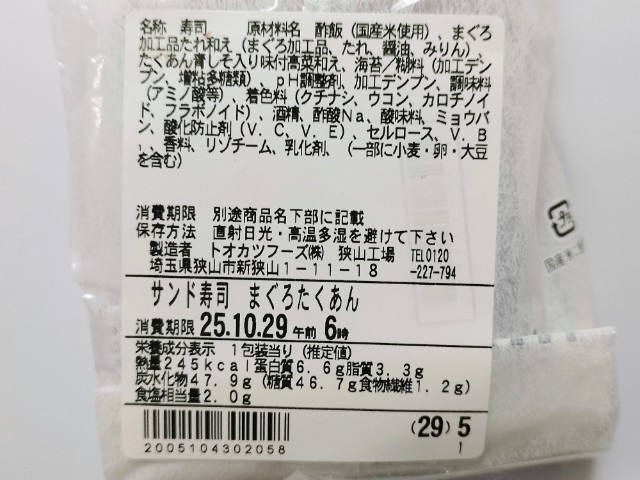 名称 寿司 原材料名 酢飯(国産米使用)、まぐろ
加工品たれ和え(まぐろ加工品、たれ、醤油、みりん)、
たくあん青しそ入り味付高菜和え、海苔/粘料(加工デン
プン、増粘多糖類)、pH調整剤、加工デンプン、調味料
(アミノ酸等)、着色料(クチナシ、ウコン、カロチノイ
ド、フラボノイド)、酒精、酢酸Na、酸味料、ミョウバ
ン、酸化防止剤(V.C、V.E)、セルロース、V.B
1、香料、リゾチーム、乳化剤、(一部に小麦・卵・大豆
を含む)
消費期限 別途商品名下部に記載
保存方法 直射日光・高温多湿を避けて下さい
製造者 トオカツフーズ㈱ 狭山工場 TEL0120
埼玉県狭山市新狭山1-11-18 -227-794
サンド寿司 まぐろたくあん
消費期限 25.10.29 午前 6時
栄養成分表示 1包装当り(推定値)
熱量245kcal蛋白質6.6g脂質3.3g
炭水化物47.9g(糖質46.7g食物繊維1.2g)
食塩相当量2.0g
2005104302058
(29) 5
1